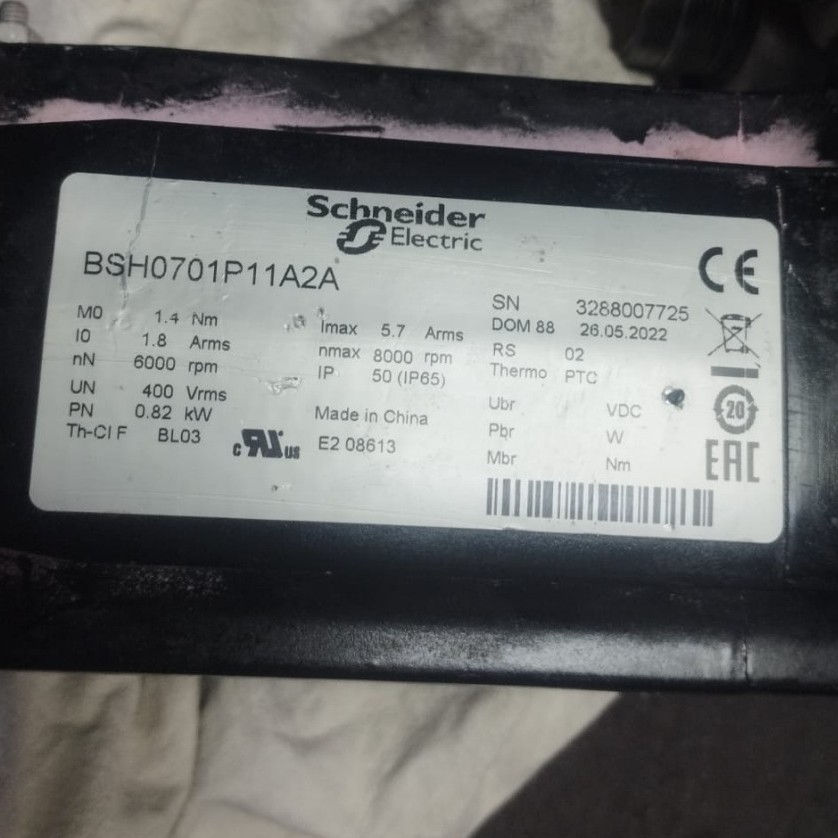 Schneider
Electric
BSH0701P11A2A
M0 1.4 Nm
I0 1.8 Arms
nN 6000 rpm
UN 400 Vrms
PN 0.82 kW
Th-CI F BL03
c RU us
Imax 5.7 Arms
nmax 8000 rpm
IP 50 (IP65)
Made in China
E2 08613
SN 3288007725
DOM 88 26.05.2022
RS 02
Thermo PTC
Ubr VDC
Pbr W
Mbr Nm
CE
20
EAC